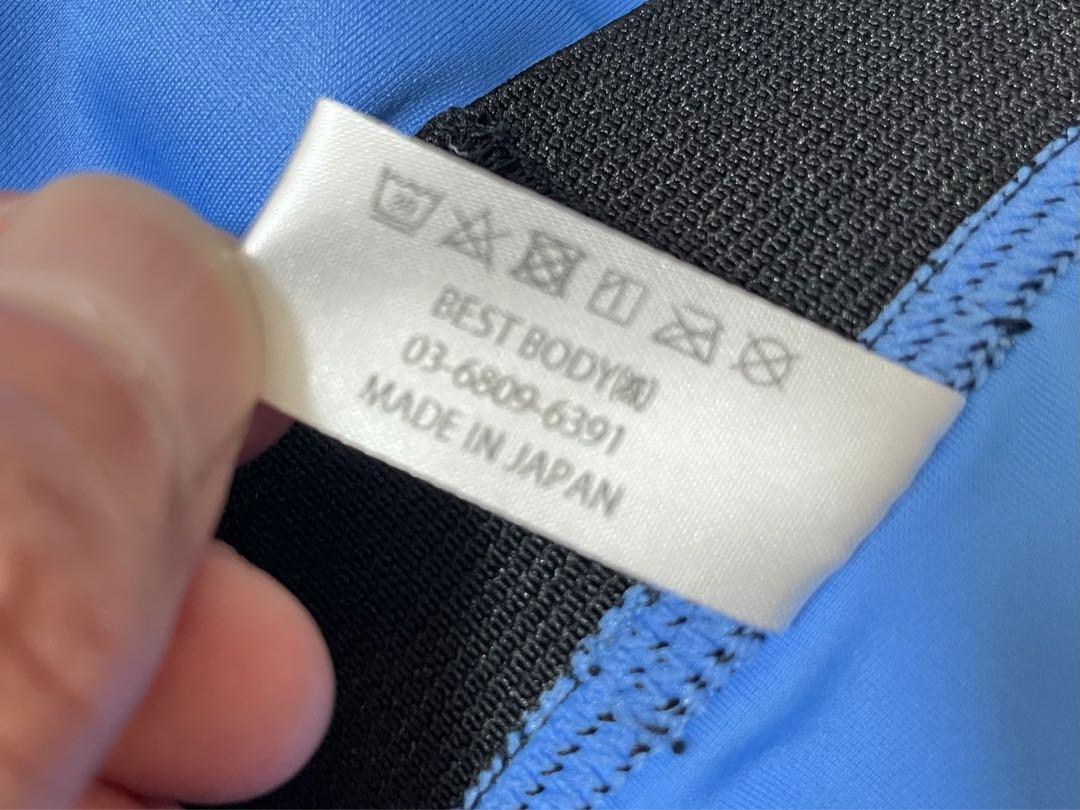 BEST BODY(株)
03-6809-6391
MADE IN JAPAN